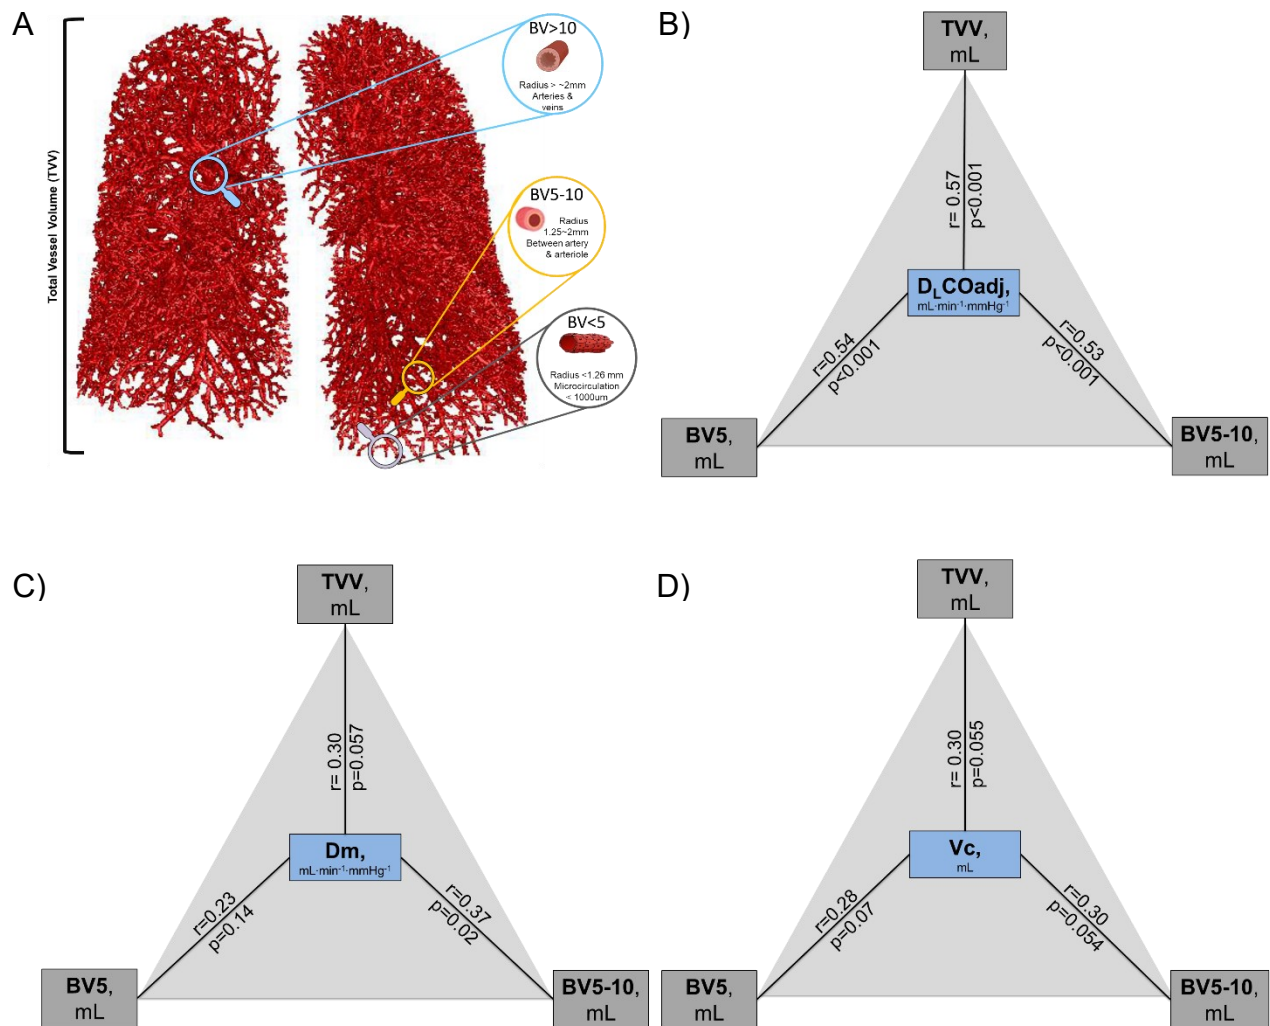 A
Total Vessel Volume (TVV)
BV>10
Radius > ~2mm
Arteries &
veins
BV5-10
Radius
1.25~2mm
Between artery
& arteriole
BV<5
Radius <1.26 mm
Microcirculation
< 1000um
B)
TVV,
mL
r= 0.57
p<0.001
DLCOadj,
mL·min⁻¹·mmHg⁻¹
r=0.54
p<0.001
r=0.53
p<0.001
BV5,
mL
BV5-10,
mL
C)
TVV,
mL
r= 0.30
p=0.057
Dm,
mL·min⁻¹·mmHg⁻¹
r=0.23
p=0.14
r=0.37
p=0.02
BV5,
mL
BV5-10,
mL
D)
TVV,
mL
r= 0.30
p=0.055
Vc,
mL
r=0.28
p=0.07
r=0.30
p=0.054
BV5,
mL
BV5-10,
mL